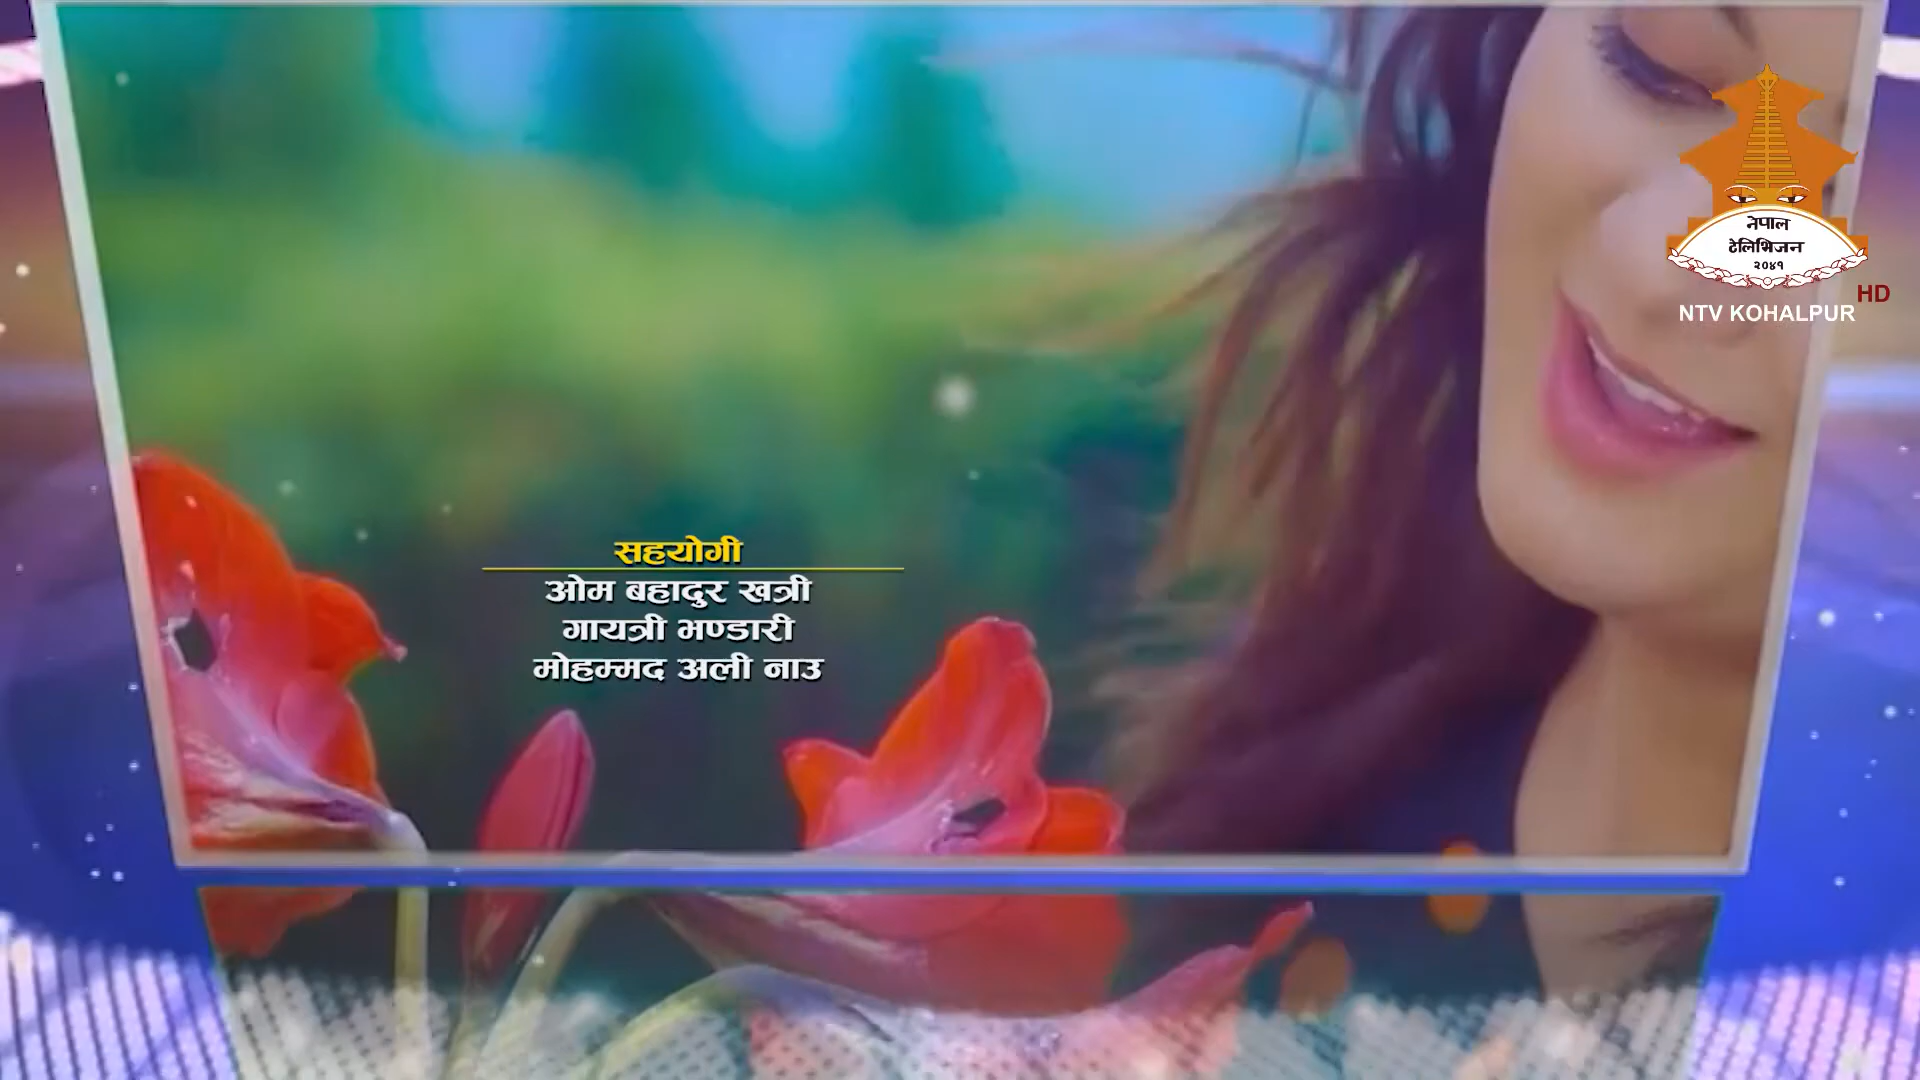 नेपाल
टेलिभिजन
२०४१
HD
NTV KOHALPUR
सहयोगी
ओम बहादुर खत्री
गायत्री भण्डारी
मोहम्मद अली नाउ